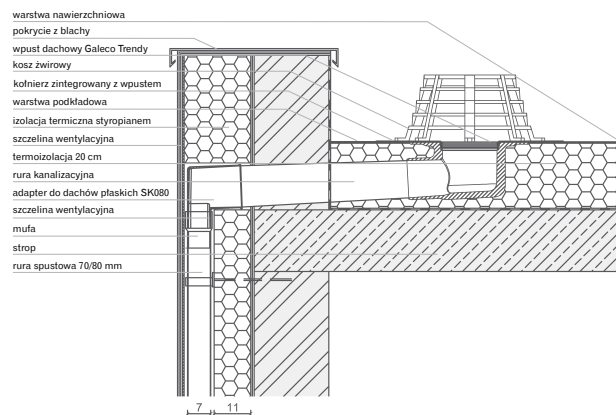 warstwa nawierzchniowa
pokrycie z blachy
wpust dachowy Galeco Trendy
kosz żwirowy
kołnierz zintegrowany z wpustem
warstwa podkładowa
izolacja termiczna styropianem
szczelina wentylacyjna
termoizolacja 20 cm
rura kanalizacyjna
adapter do dachów płaskich SK080
szczelina wentylacyjna
mufa
strop
rura spustowa 70/80 mm
7 11